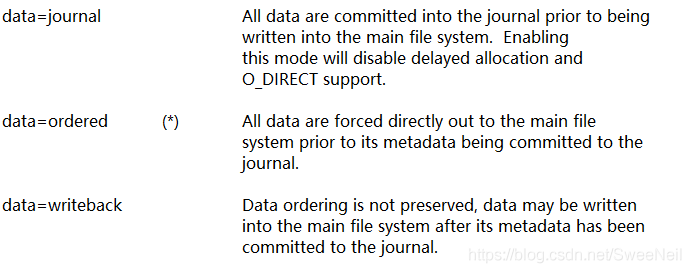 data=journal All data are committed into the journal prior to being
written into the main file system. Enabling
this mode will disable delayed allocation and
O_DIRECT support.
data=ordered (*) All data are forced directly out to the main file
system prior to its metadata being committed to the
journal.
data=writeback Data ordering is not preserved, data may be written
into the main file system after its metadata has been
committed to the journal.
https://blog.csdn.net/SweeNeil